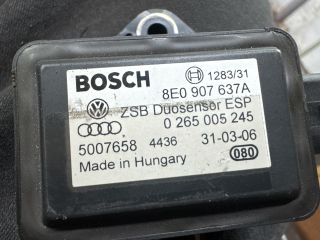 BOSCH 1283/31
8E0 907 637A
ZSB Duosensor ESP
0 265 005 245
5007658 4436 31-03-06
Made in Hungary 080